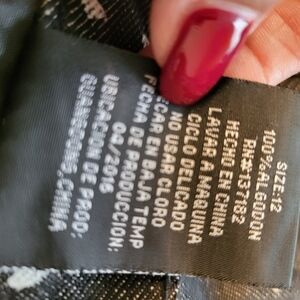 SIZE 12
100% ALGODON
RN#137182
HECHO EN CHINA
LAVAR A MAQUINA
CICLO DELICADO
NO USAR CLORO
SECAR EN BAJA TEMP
FECHA DE PRODUCCION:
04/2016
UBICACION DE PROD:
CHINA